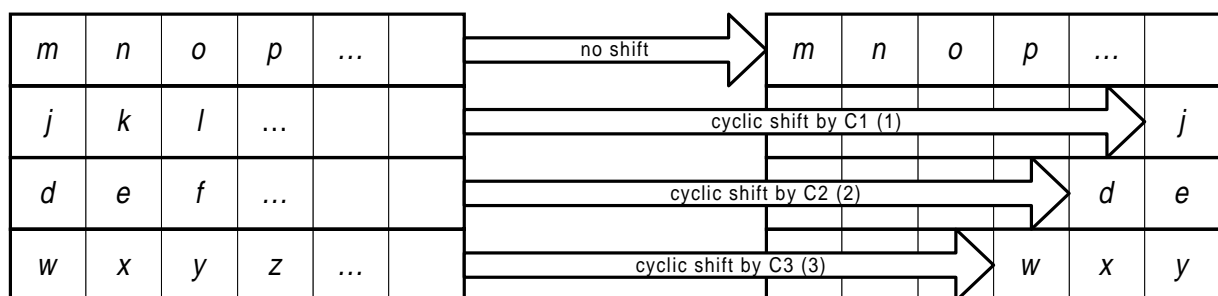 m n o p ... no shift m n o p ...
j k l ... cyclic shift by C1 (1) j
d e f ... cyclic shift by C2 (2) d e
w x y z ... cyclic shift by C3 (3) w x y